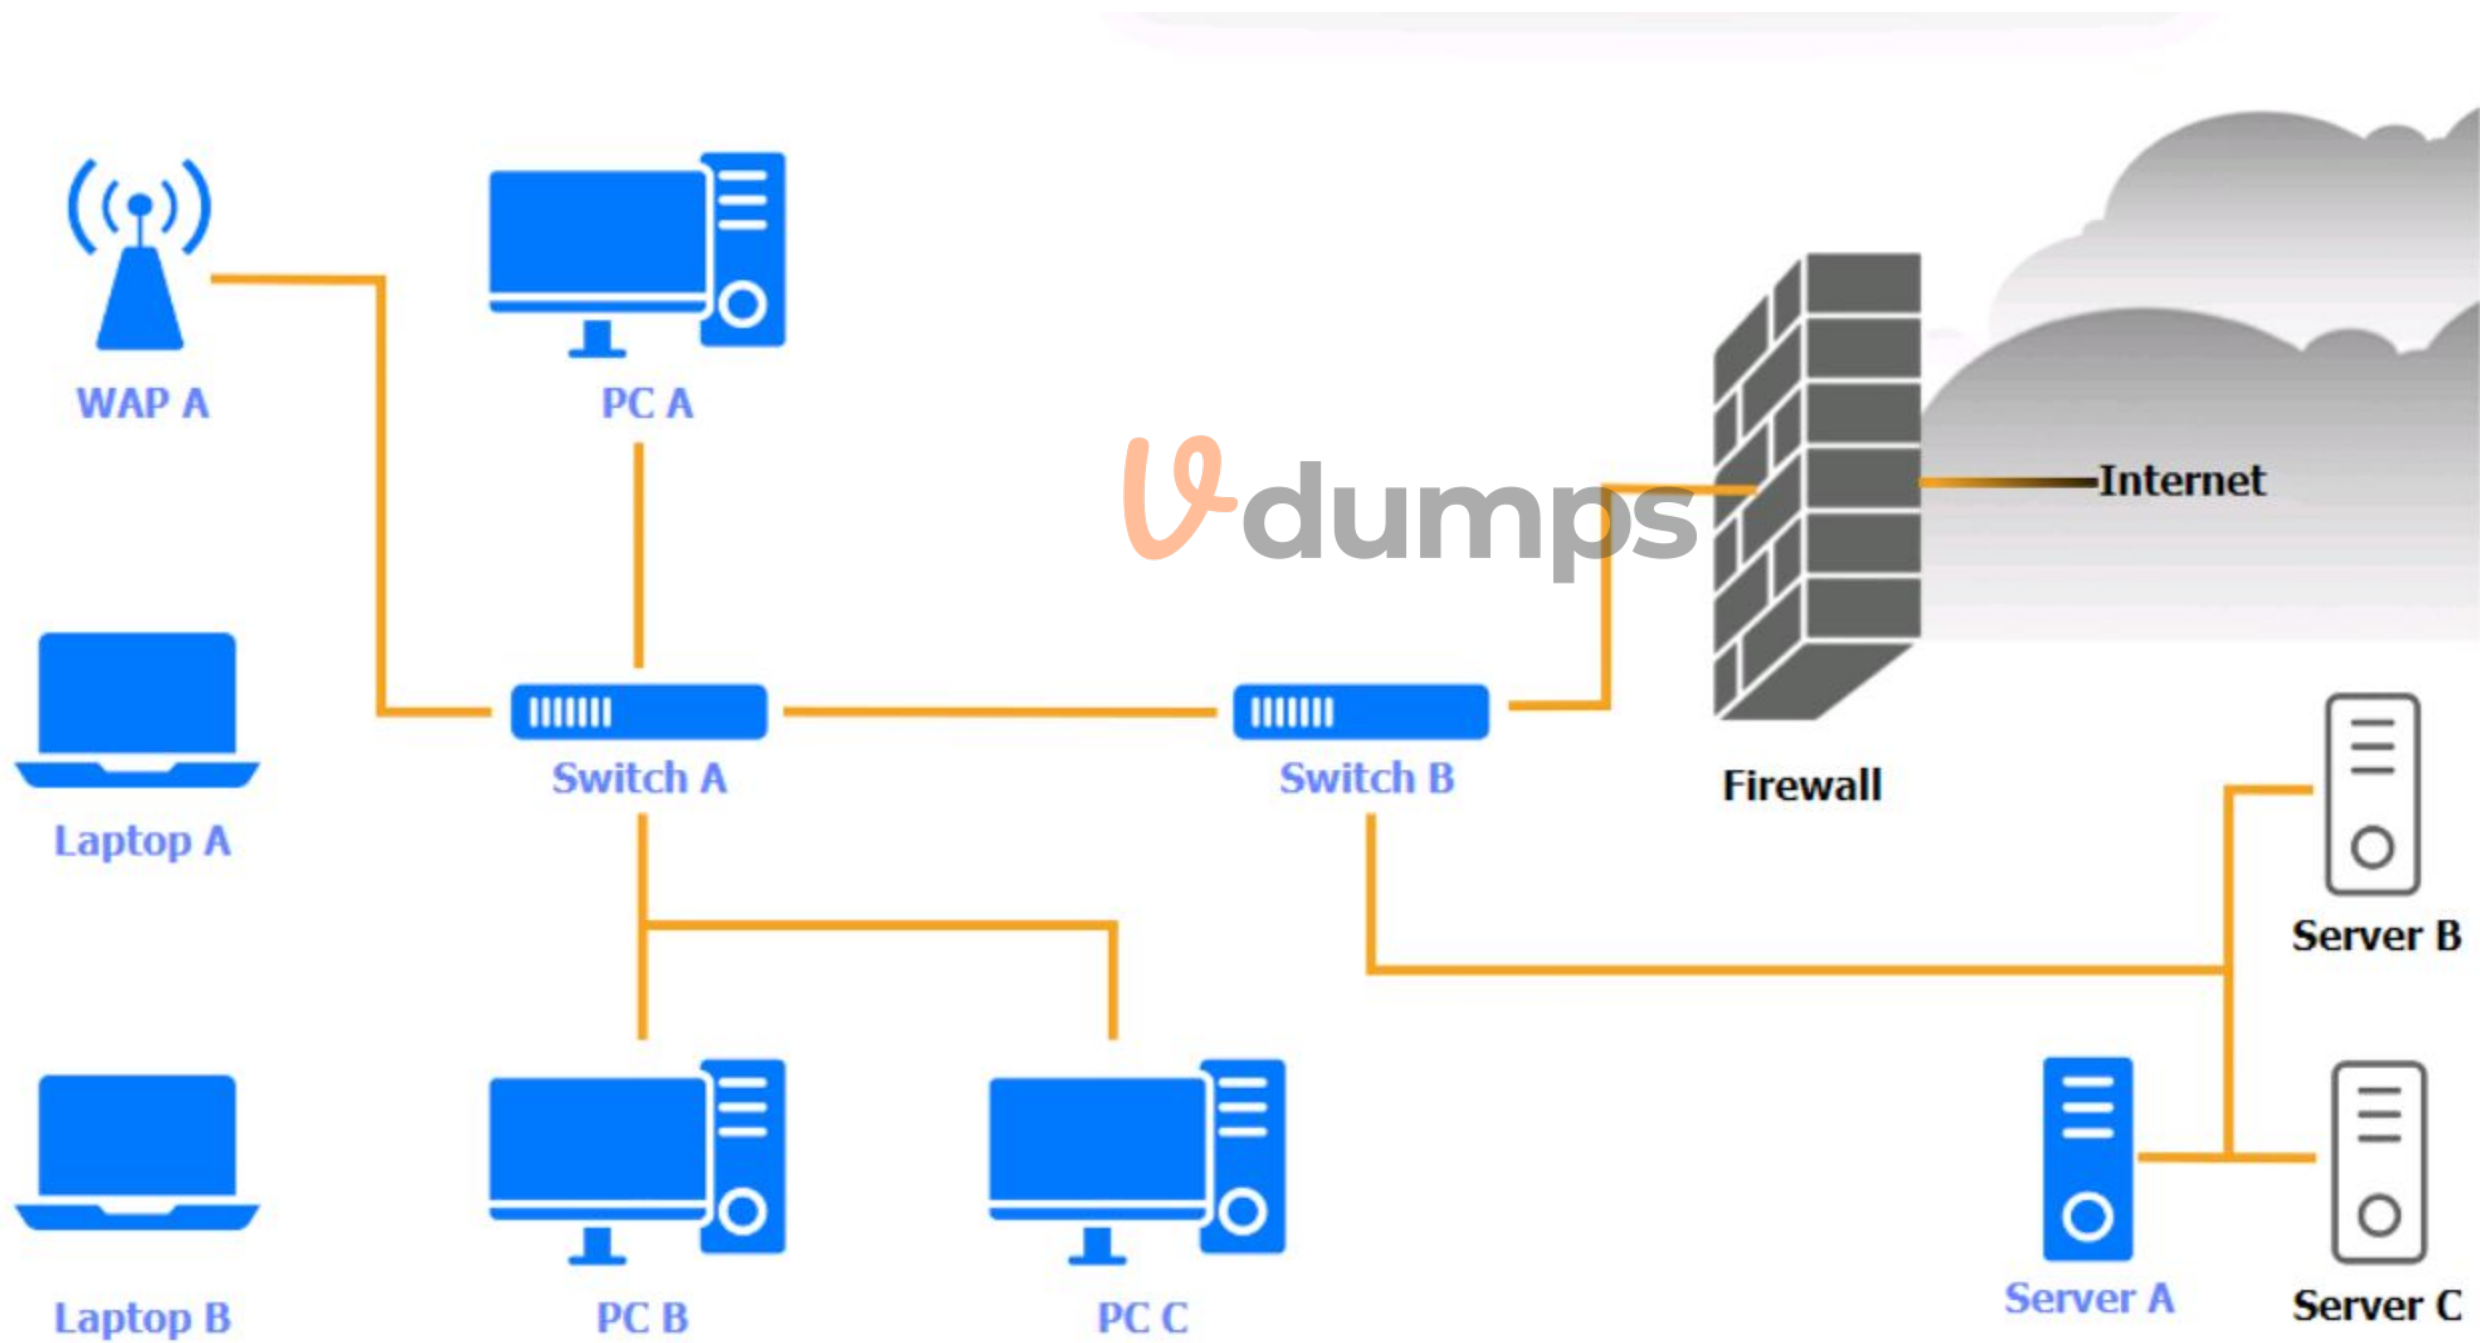 WAP A
PC A
Vdumps
Internet
Switch A
Switch B
Firewall
Laptop A
Server B
Laptop B
PC B
PC C
Server A
Server C